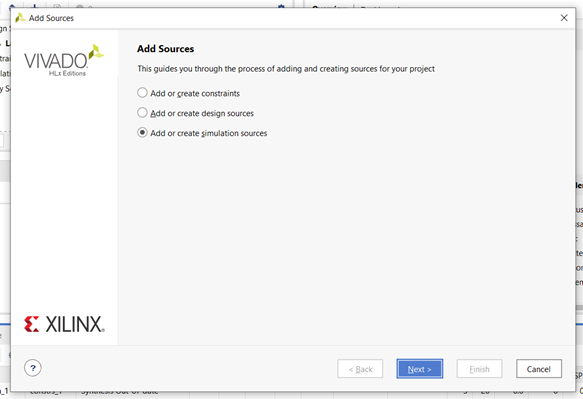 Add Sources
VIVADO
HLx Editions
Add Sources
This guides you through the process of adding and creating sources for your project
Add or create constraints
Add or create design sources
Add or create simulation sources
XILINX
?
< Back
Next >
Finish
Cancel